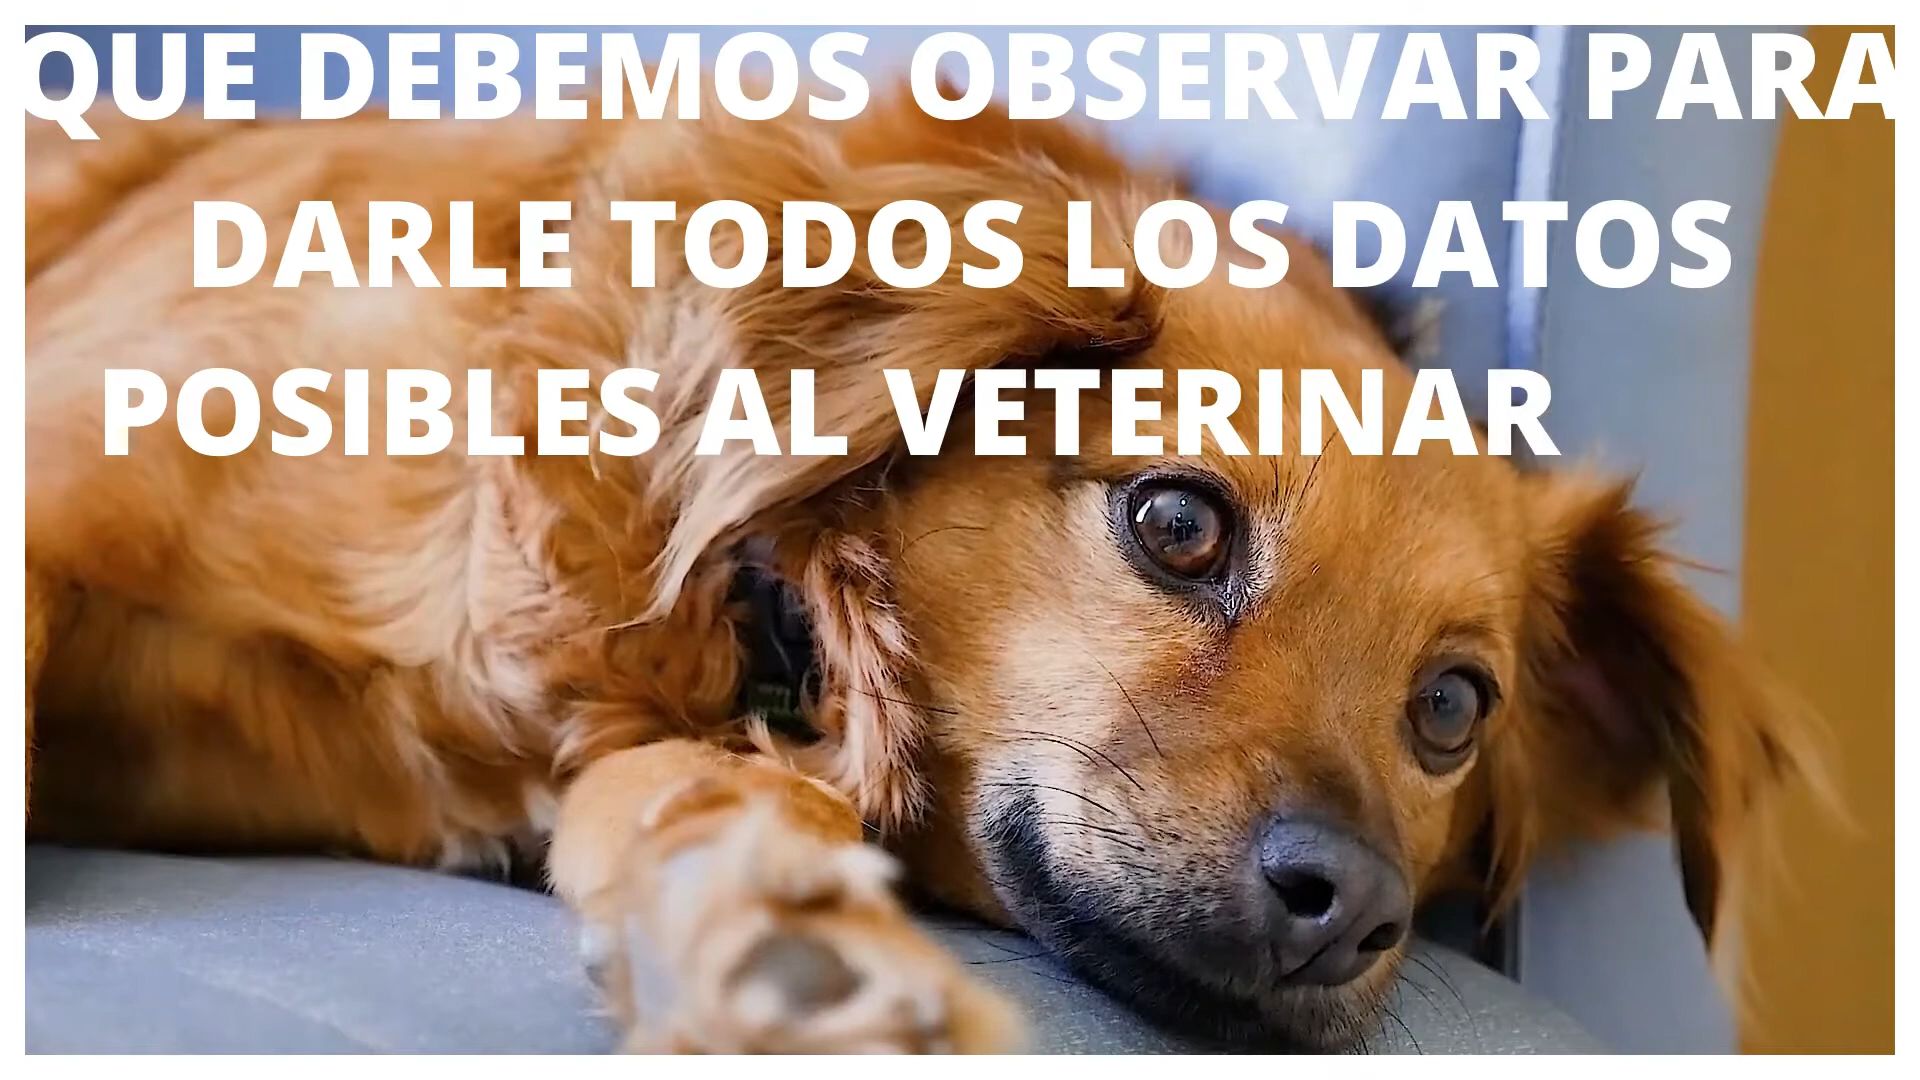 QUE DEBEMOS OBSERVAR PARA
DARLE TODOS LOS DATOS
POSIBLES AL VETERINAR